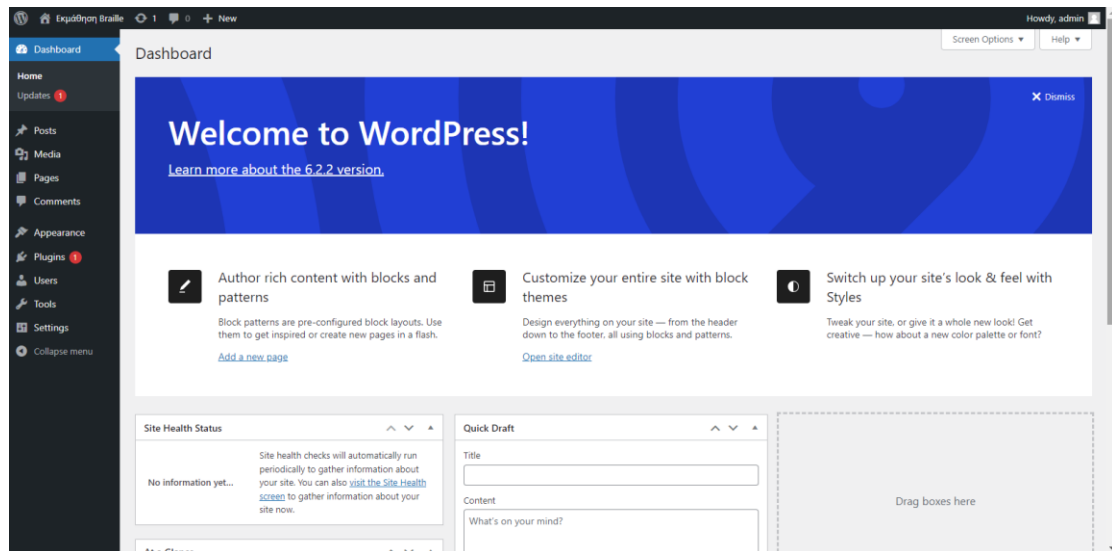 Εκμάθηση Braille 1 0 + New Howdy, admin
Dashboard
Home
Updates 1
Posts
Media
Pages
Comments
Appearance
Plugins 1
Users
Tools
Settings
Collapse menu
Screen Options ▼ Help ▼
Dashboard
Dismiss
Welcome to WordPress!
Learn more about the 6.2.2 version.
Author rich content with blocks and
patterns
Block patterns are pre-configured block layouts. Use
them to get inspired or create new pages in a flash.
Add a new page
Customize your entire site with block
themes
Design everything on your site — from the header
down to the footer, all using blocks and patterns.
Open site editor
Switch up your site's look & feel with
Styles
Tweak your site, or give it a whole new look! Get
creative — how about a new color palette or font?
Site Health Status
No information yet...
Site health checks will automatically run
periodically to gather information about
your site. You can also visit the Site Health
screen to gather information about your
site now.
Quick Draft
Title
Content
What's on your mind?
Drag boxes here